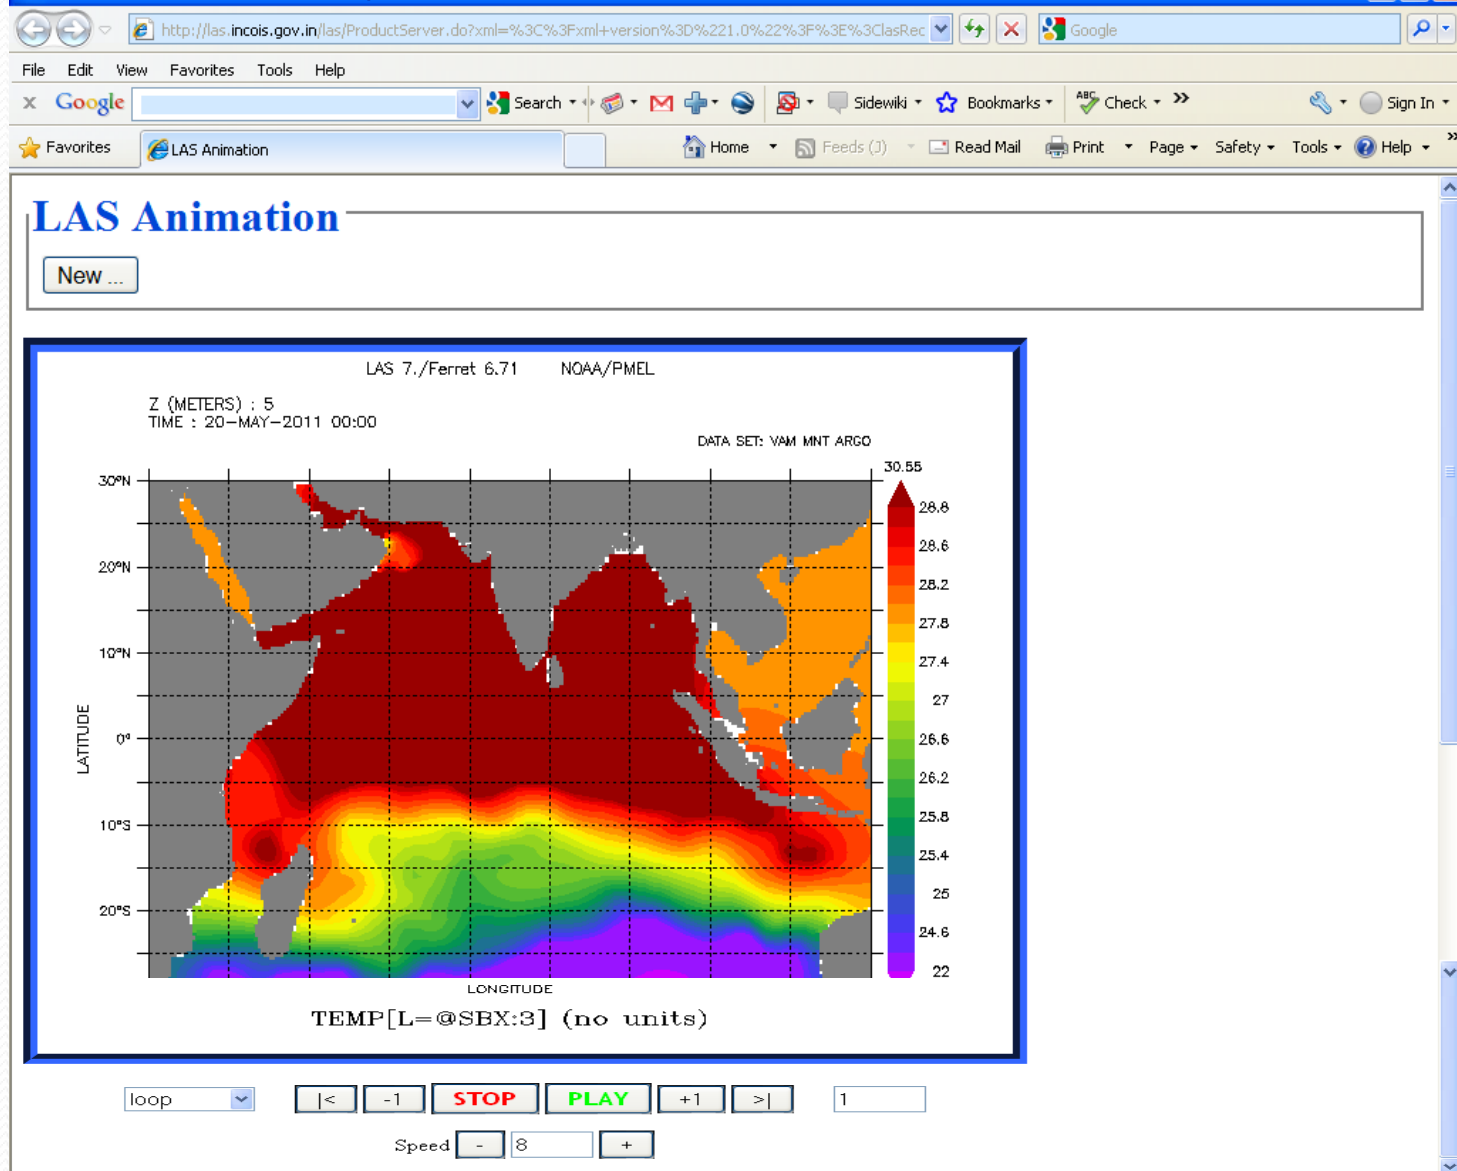 http://las.incois.gov.in/las/ProductServer.do?xml=%3C%3Fxml+version%3D%221.0%22%3F%3E%3ClasRec
Google
File Edit View Favorites Tools Help
x Google Search Sidewiki Bookmarks ABC Check >> Sign In
Favorites LAS Animation Home Feeds (J) Read Mail Print Page Safety Tools Help >>
LAS Animation
New ...
LAS 7./Ferret 6.71 NOAA/PMEL
Z (METERS) : 5
TIME : 20-MAY-2011 00:00
DATA SET: VAM MNT ARGO
30.55
30°N
28.8
28.6
20°N
28.2
27.8
10°N
27.4
27
LATITUDE
0°
26.6
26.2
10°S
25.8
25.4
25
20°S
24.6
22
LONGITUDE
TEMP[L=@SBX:3] (no units)
loop |< -1 STOP PLAY +1 >| 1
Speed - 8 +